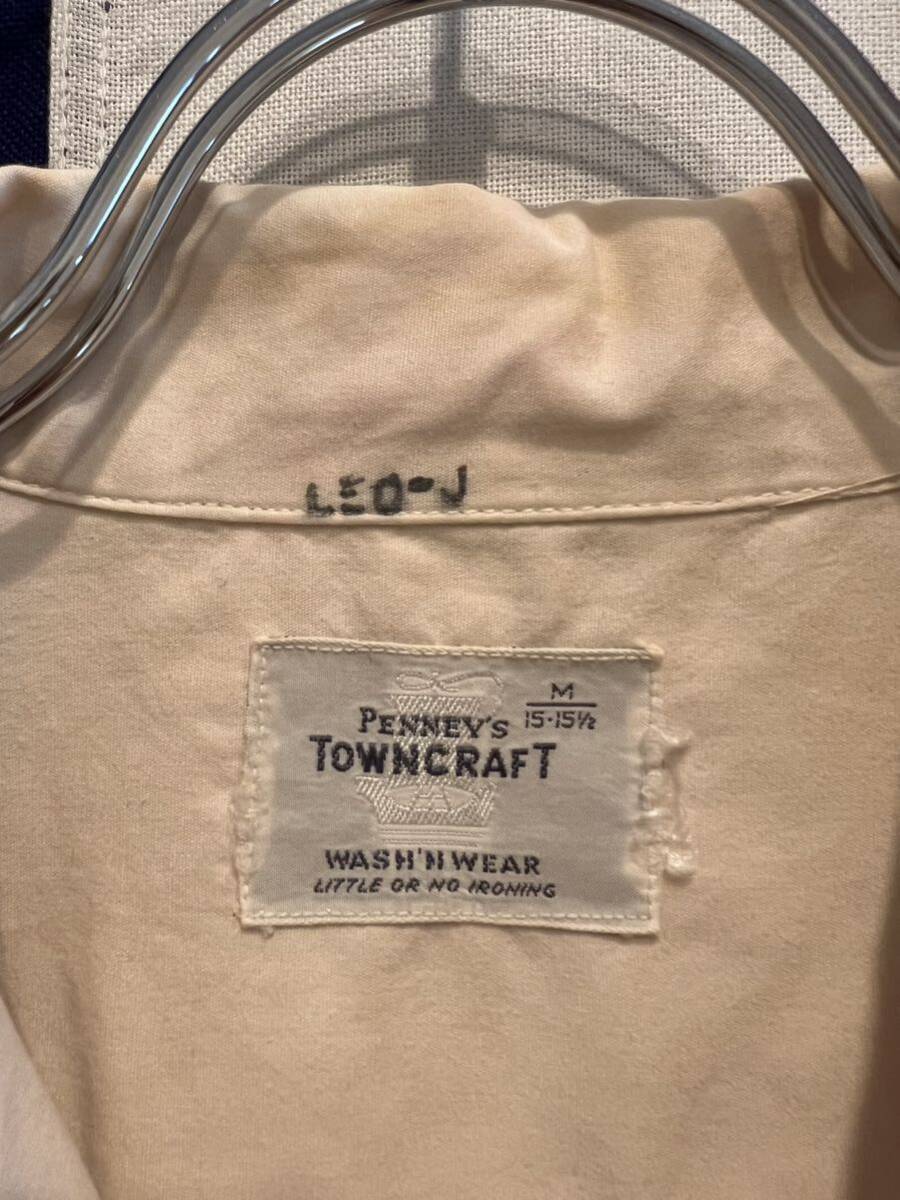 LEO-J
M
15-15½
PENNEY'S
TOWNCRAFT
WASH'N WEAR
LITTLE OR NO IRONING